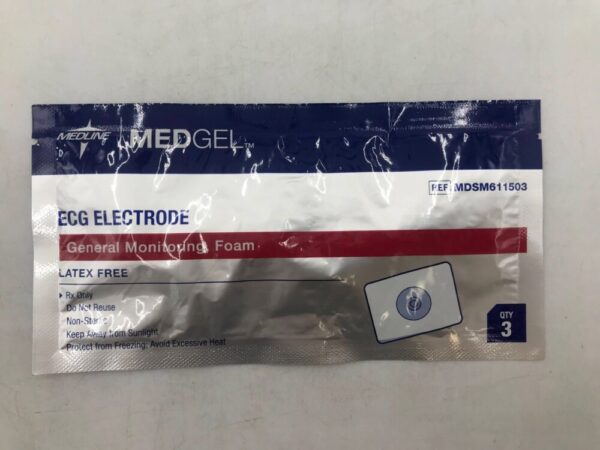 MEDLINE MEDGEL™
REF MDSM611503
ECG ELECTRODE
General Monitoring, Foam
LATEX FREE
Rx Only
Do Not Reuse
Non-Sterile
Keep Away from Sunlight
Protect from Freezing; Avoid Excessive Heat
QTY
3